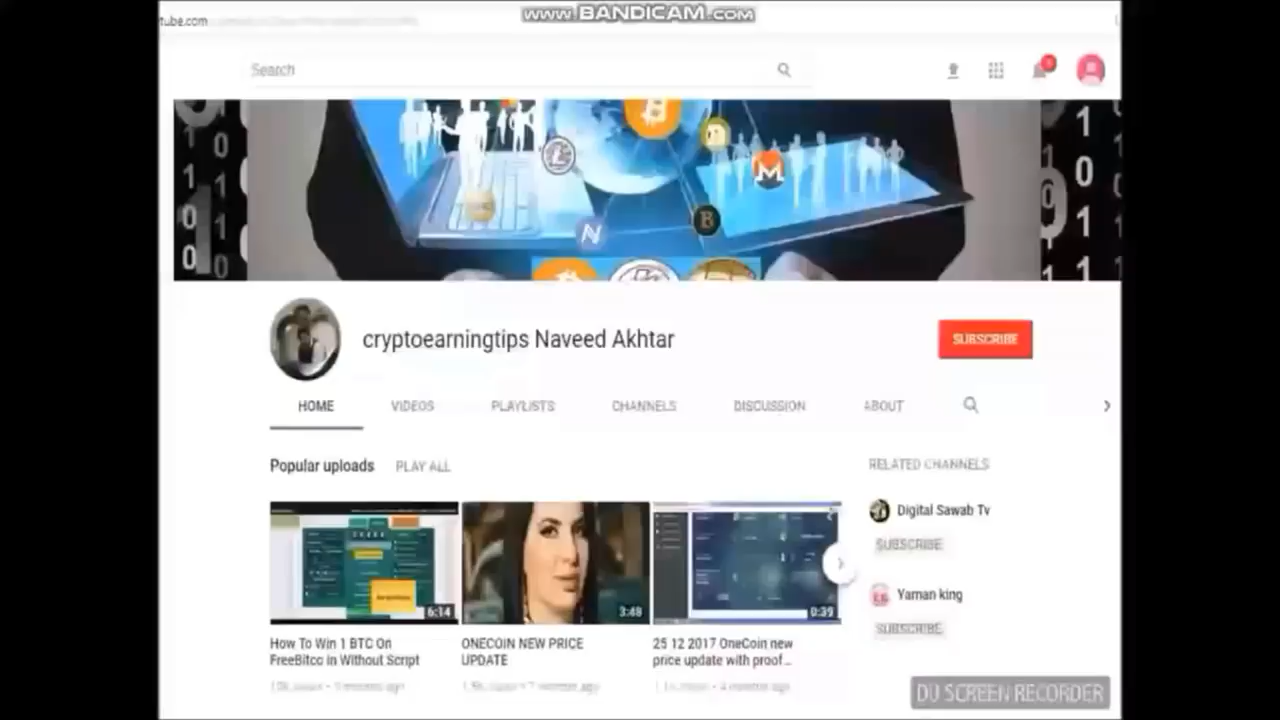 tube.com
www.BANDICAM.com
Search
cryptoearningtips Naveed Akhtar
SUBSCRIBE
HOME
VIDEOS
PLAYLISTS
CHANNELS
DISCUSSION
ABOUT
Popular uploads
PLAY ALL
6:14
How To Win 1 BTC On
FreeBitco in Without Script
3:48
ONECOIN NEW PRICE
UPDATE
0:39
25 12 2017 OneCoin new
price update with proof...
RELATED CHANNELS
Digital Sawab Tv
SUBSCRIBE
Yaman king
SUBSCRIBE
DU SCREEN RECORDER